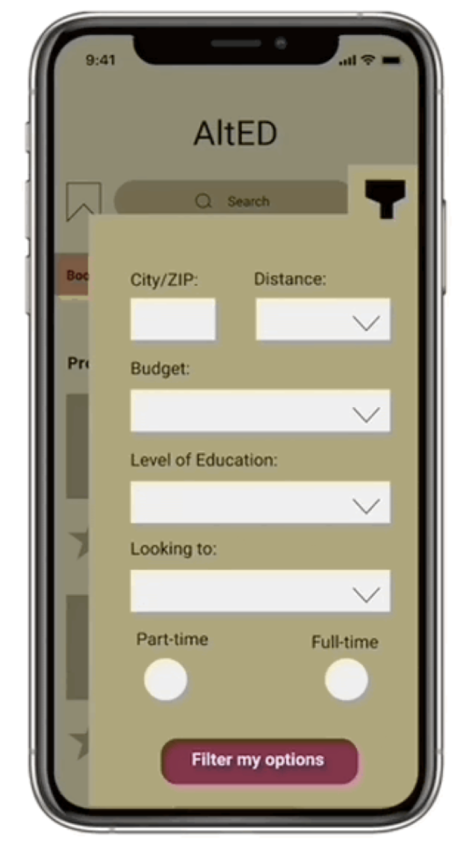 9:41
AltED
Search
Boo
City/ZIP: Distance:
Pr
Budget:
Level of Education:
Looking to:
Part-time Full-time
Filter my options